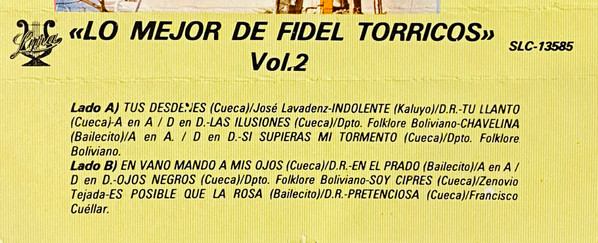 Lyra
«LO MEJOR DE FIDEL TORRICOS»
Vol.2
SLC-13585
Lado A) TUS (Cueca)/José Lavadenz-INDOLENTE (Kaluyo)/D.R.-TU LLANTO
(Cueca)-A en A / D en D.-LAS ILUSIONES (Cueca)/Dpto. Folklore Boliviano-CHAVELINA
(Bailecito)/A en A. / D en D.-SI SUPIERAS MI TORMENTO (Cueca)/Dpto. Folklore
Boliviano.
Lado B) EN VANO MANDO A MIS OJOS (Cueca)/D.R.-EN EL PRADO (Bailecito)/A en A /
D en D.-OJOS NEGROS (Cueca)/Dpto. Folklore Boliviano-SOY CIPRES (Cueca)/Zenovio
Tejada-ES POSIBLE QUE LA ROSA (Bailecito)/D.R.-PRETENCIOSA (Cueca)/Francisco
Cuéllar.